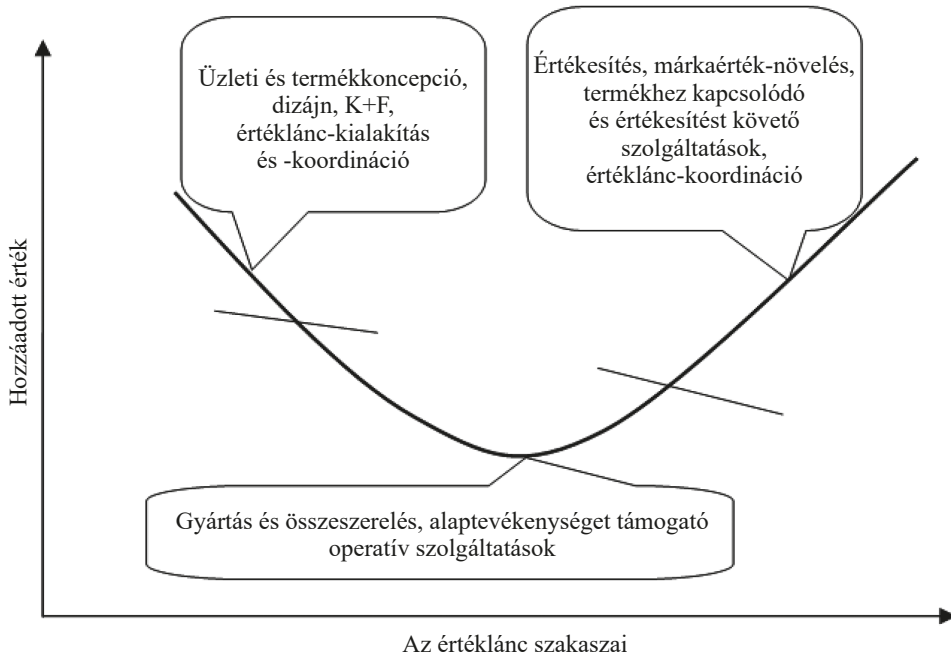 Üzleti és termékkoncepció,
dizájn, K+F,
értéklánc-kialakítás
és -koordináció
Értékesítés, márkaérték-növelés,
termékhez kapcsolódó
és értékesítést követő
szolgáltatások,
értéklánc-koordináció
Hozzáadott érték
Gyártás és összeszerelés, alaptevékenységet támogató
operatív szolgáltatások
Az értéklánc szakaszai